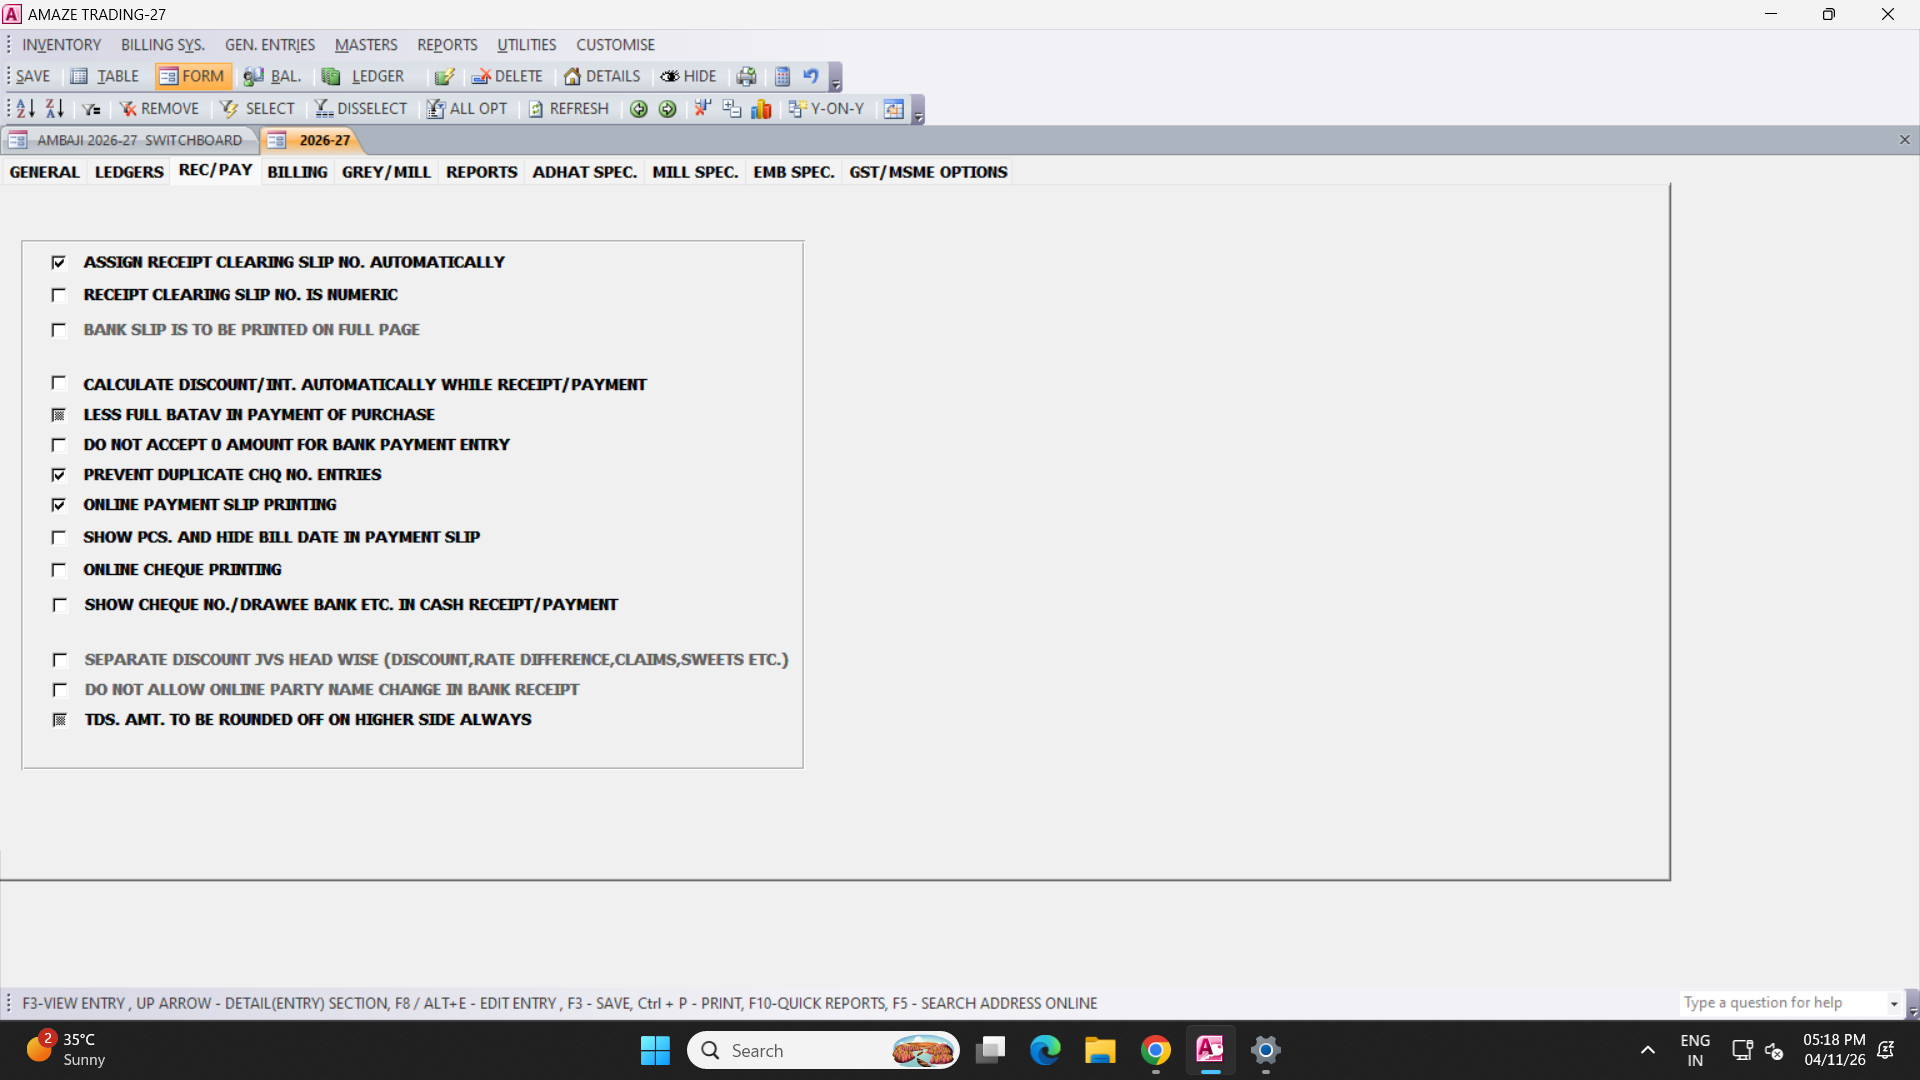 AMAZE TRADING-27
INVENTORY BILLING SYS. GEN. ENTRIES MASTERS REPORTS UTILITIES CUSTOMISE
SAVE TABLE FORM BAL. LEDGER DELETE DETAILS HIDE
REMOVE SELECT DISSELECT ALL OPT REFRESH Y-ON-Y
AMBAJI 2026-27 SWITCHBOARD 2026-27
GENERAL LEDGERS REC/PAY BILLING GREY/MILL REPORTS ADHAT SPEC. MILL SPEC. EMB SPEC. GST/MSME OPTIONS
ASSIGN RECEIPT CLEARING SLIP NO. AUTOMATICALLY
RECEIPT CLEARING SLIP NO. IS NUMERIC
BANK SLIP IS TO BE PRINTED ON FULL PAGE
CALCULATE DISCOUNT/INT. AUTOMATICALLY WHILE RECEIPT/PAYMENT
LESS FULL BATAV IN PAYMENT OF PURCHASE
DO NOT ACCEPT 0 AMOUNT FOR BANK PAYMENT ENTRY
PREVENT DUPLICATE CHQ NO. ENTRIES
ONLINE PAYMENT SLIP PRINTING
SHOW PCS. AND HIDE BILL DATE IN PAYMENT SLIP
ONLINE CHEQUE PRINTING
SHOW CHEQUE NO./DRAWEE BANK ETC. IN CASH RECEIPT/PAYMENT
SEPARATE DISCOUNT JVS HEAD WISE (DISCOUNT,RATE DIFFERENCE,CLAIMS,SWEETS ETC.)
DO NOT ALLOW ONLINE PARTY NAME CHANGE IN BANK RECEIPT
TDS. AMT. TO BE ROUNDED OFF ON HIGHER SIDE ALWAYS
F3-VIEW ENTRY , UP ARROW - DETAIL(ENTRY) SECTION, F8 / ALT+E - EDIT ENTRY , F3 - SAVE, Ctrl + P - PRINT, F10-QUICK REPORTS, F5 - SEARCH ADDRESS ONLINE
Type a question for help
2
35°C
Sunny
Search
ENG
IN
05:18 PM
04/11/26